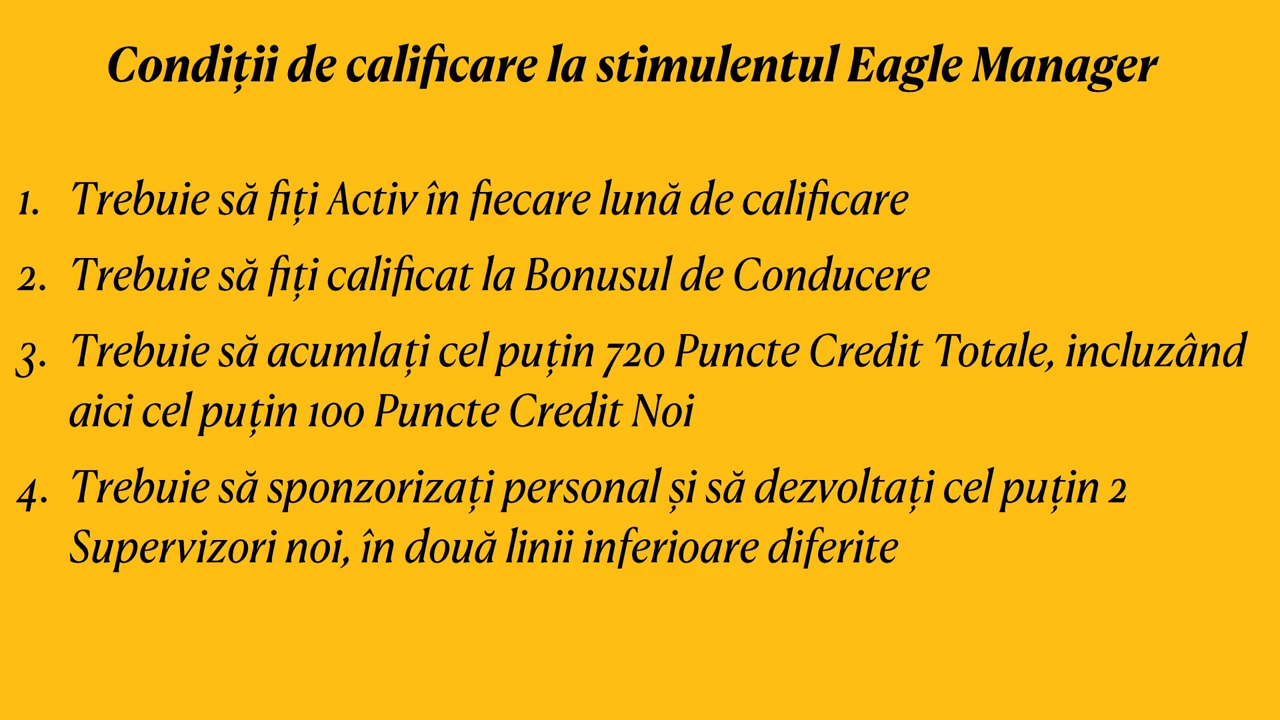 Condiții de calificare la stimulentul Eagle Manager
1. Trebuie să fiți Activ în fiecare lună de calificare
2. Trebuie să fiți calificat la Bonusul de Conducere
3. Trebuie să acumlați cel puțin 720 Puncte Credit Totale, incluzând
aici cel puțin 100 Puncte Credit Noi
4. Trebuie să sponzorizați personal și să dezvoltați cel puțin 2
Supervizori noi, în două linii inferioare diferite